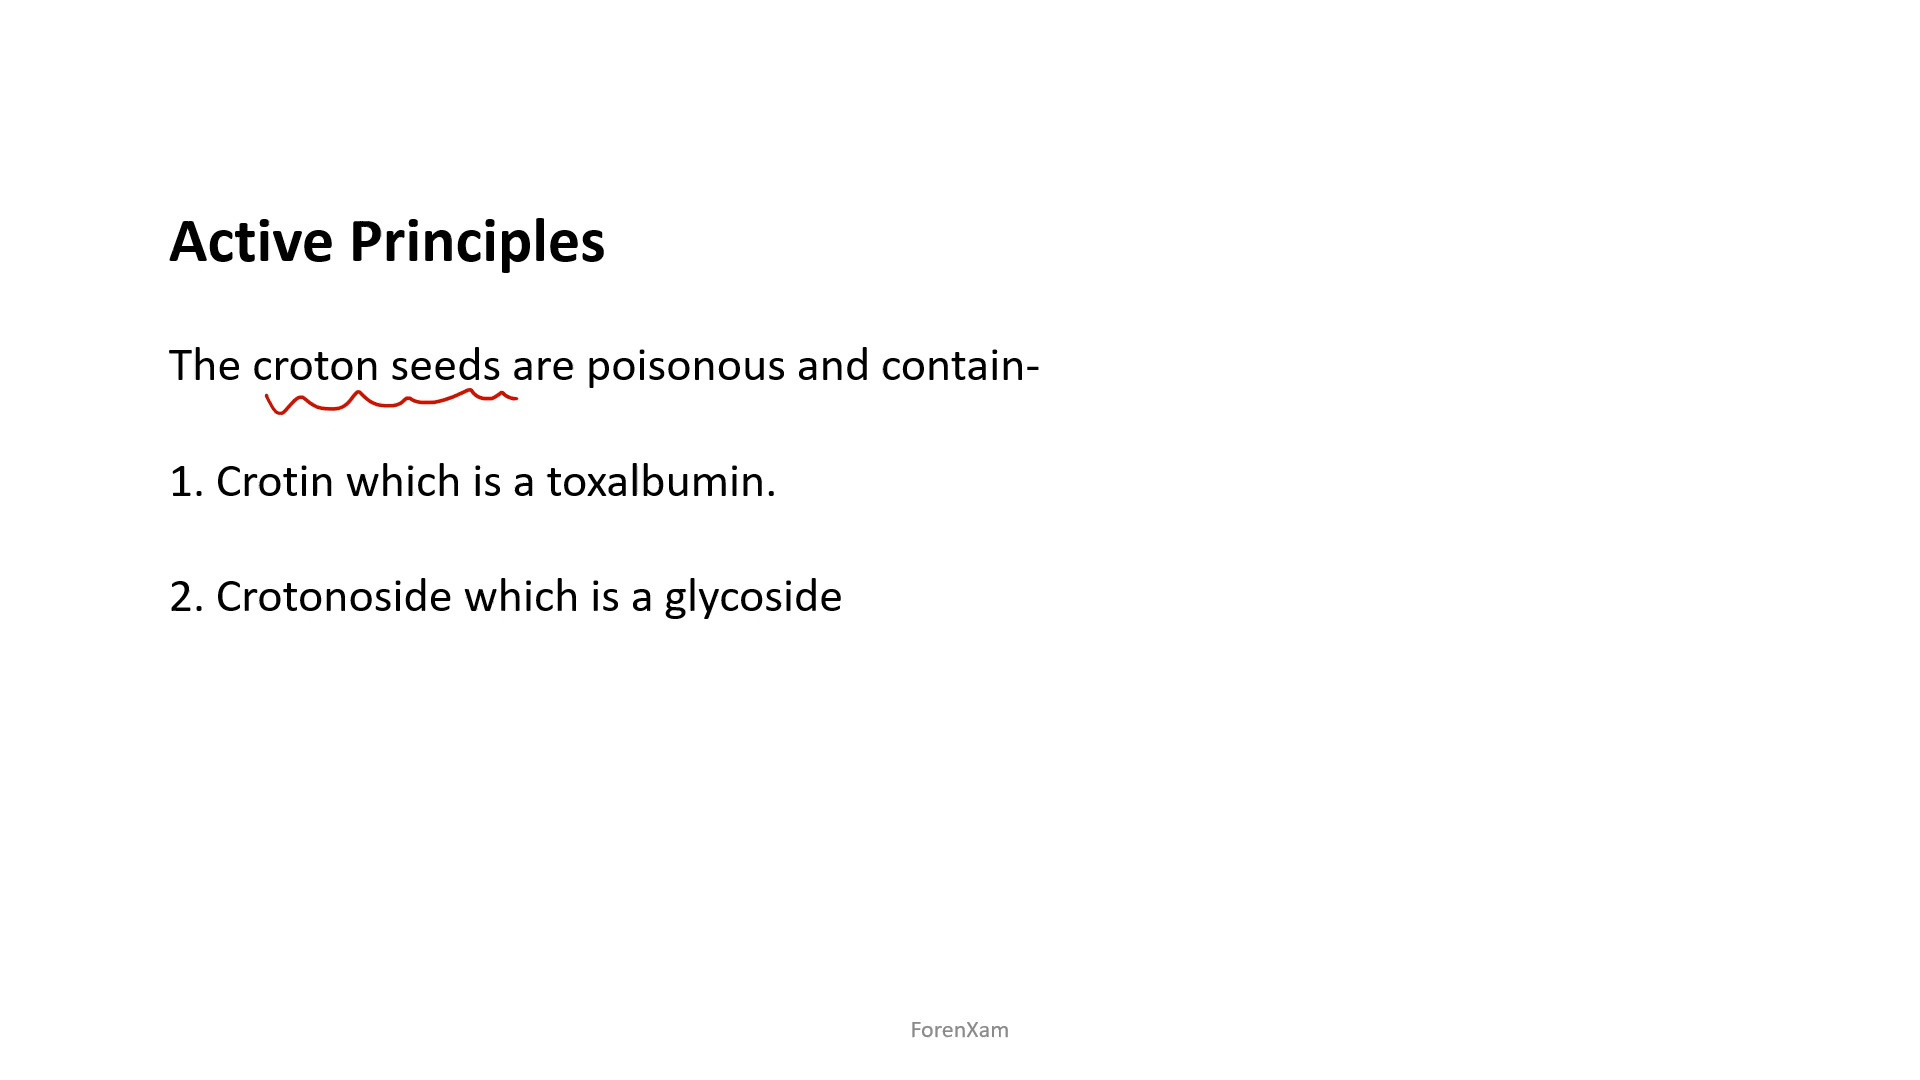 Active Principles
The croton seeds are poisonous and contain-
1. Crotin which is a toxalbumin.
2. Crotonoside which is a glycoside
ForenXam